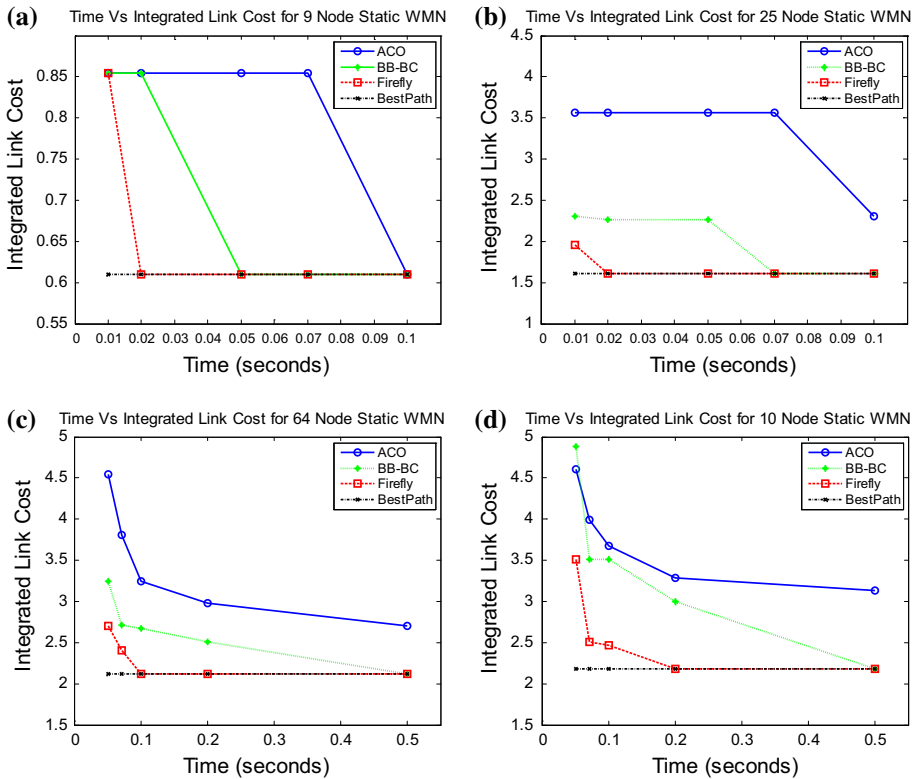 (a) Time Vs Integrated Link Cost for 9 Node Static WMN
Integrated Link Cost
0.85
0.8
0.75
0.7
0.65
0.6
0.55
ACO
BB-BC
Firefly
BestPath
0 0.01 0.02 0.03 0.04 0.05 0.06 0.07 0.08 0.09 0.1
Time (seconds)
(b) Time Vs Integrated Link Cost for 25 Node Static WMN
Integrated Link Cost
4.5
4
3.5
3
2.5
2
1.5
1
ACO
BB-BC
Firefly
BestPath
0 0.01 0.02 0.03 0.04 0.05 0.06 0.07 0.08 0.09 0.1
Time (seconds)
(c) Time Vs Integrated Link Cost for 64 Node Static WMN
Integrated Link Cost
5
4.5
4
3.5
3
2.5
2
1.5
ACO
BB-BC
Firefly
BestPath
0 0.1 0.2 0.3 0.4 0.5
Time (seconds)
(d) Time Vs Integrated Link Cost for 10 Node Static WMN
Integrated Link Cost
5
4.5
4
3.5
3
2.5
2
1.5
ACO
BB-BC
Firefly
BestPath
0 0.1 0.2 0.3 0.4 0.5
Time (seconds)